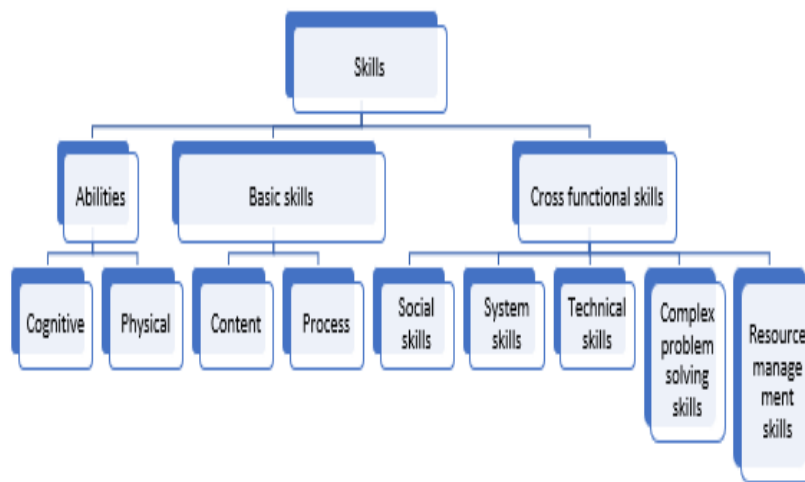 Skills
Abilities
Basic skills
Cross functional skills
Cognitive
Physical
Content
Process
Social
skills
System
skills
Technical
skills
Complex
problem
solving
skills
Resource
manage
ment
skills